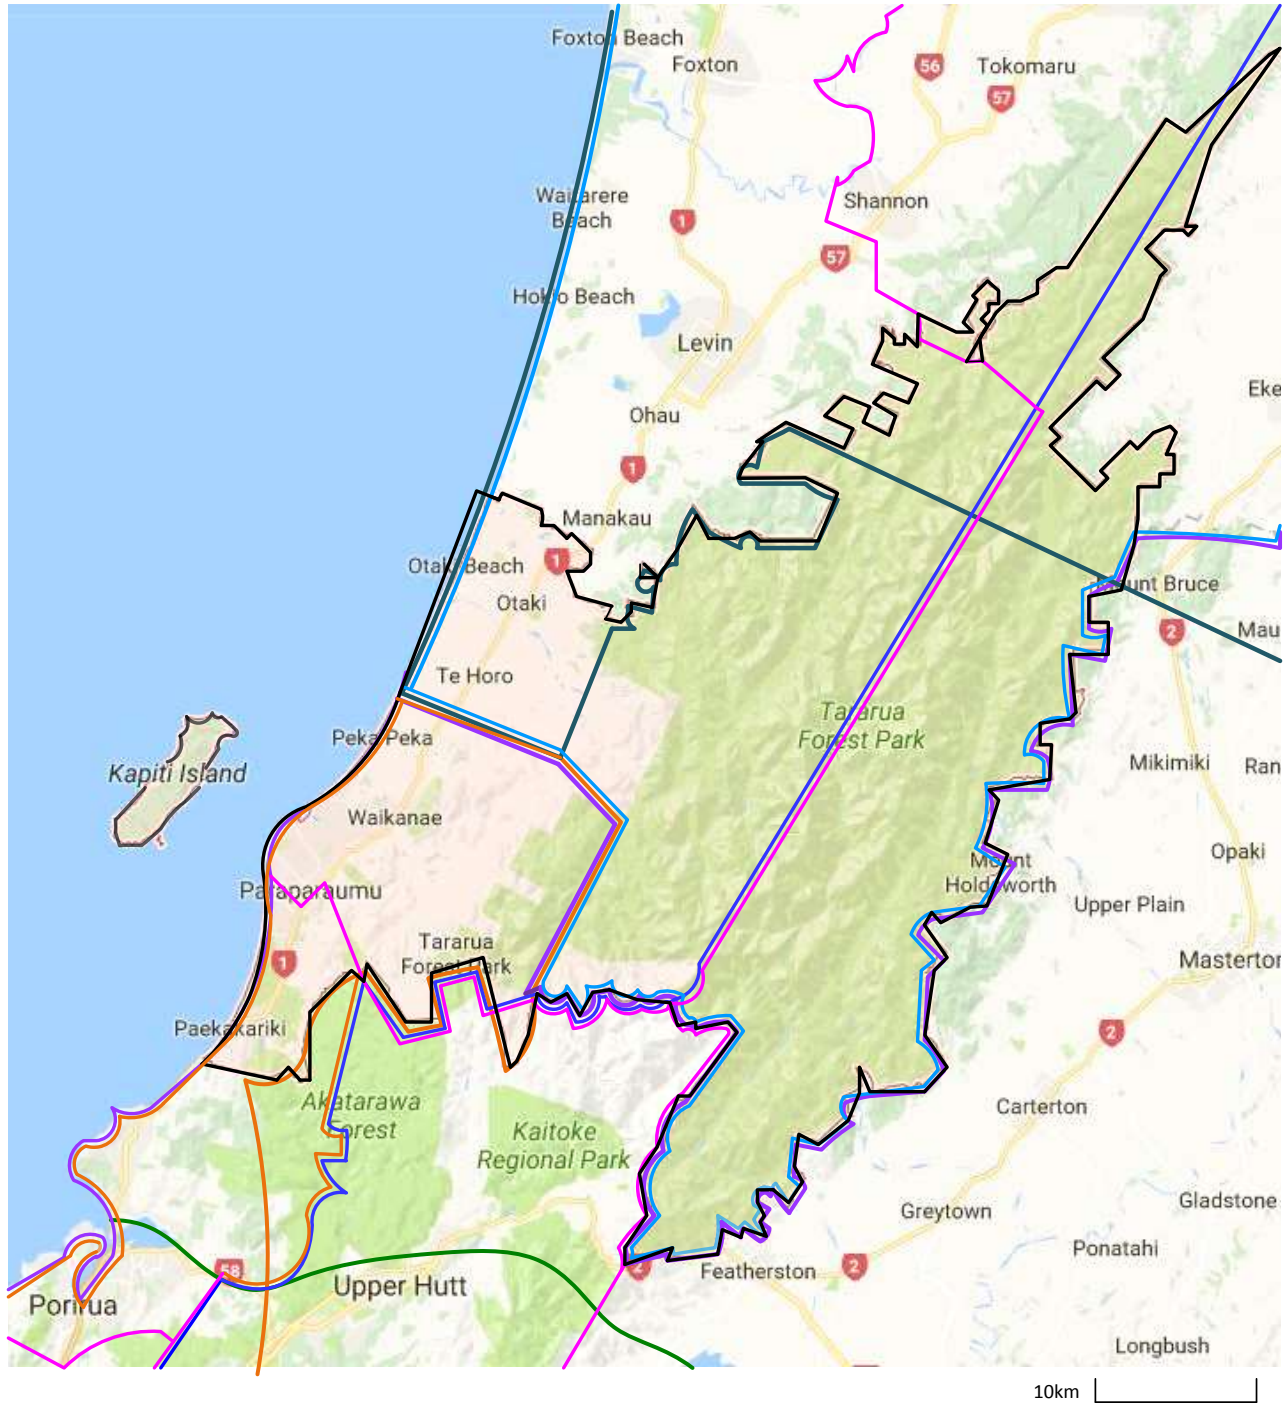 Foxton Beach
Foxton
56
Tokomaru
57
Waitarere
Beach
Shannon
1
57
Hokio Beach
Levin
Eke
Ohau
1
Manakau
1
Otaki Beach
Mount Bruce
Otaki
2
Mau
Te Horo
Tararua
Forest Park
Peka Peka
Mikimiki
Ran
Kapiti Island
Waikanae
Opaki
Mount
Holdsworth
Paraparaumu
Upper Plain
Tararua
Forest Park
1
Masterton
Paekakariki
2
Akatarawa
Forest
Carterton
Kaitoke
Regional Park
Gladstone
Greytown
Ponatahi
58
2
2
Featherston
Upper Hutt
Porirua
Longbush
10km